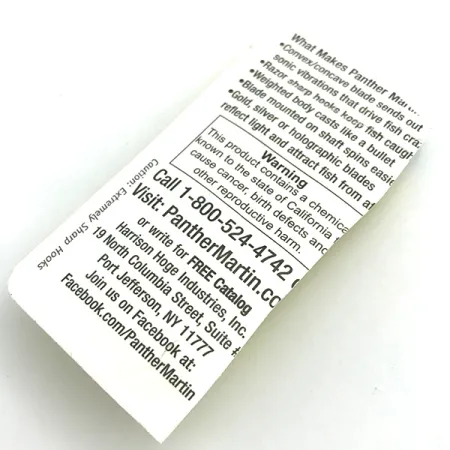 What Makes Panther
•Convex/concave blade sends out
sonic vibrations that drive fish
•Razor sharp hooks keep fish
•Weighted body casts like a bullet
•Blade mounted on shaft spins
•Gold, silver or holographic blades
reflect light and attract fish from
Warning
This product contains a
known to the state of California
cause cancer, birth defects and
other reproductive harm.
Call 1-800-524-4742
Visit: PantherMartin.co
or write for FREE Catalog
Harrison Hoge Industries, Inc.
19 North Columbia Street, Suite #
Port Jefferson, NY 11777
Join us on Facebook at:
Facebook.com/PantherMartin
Caution: Extremely Sharp Hooks